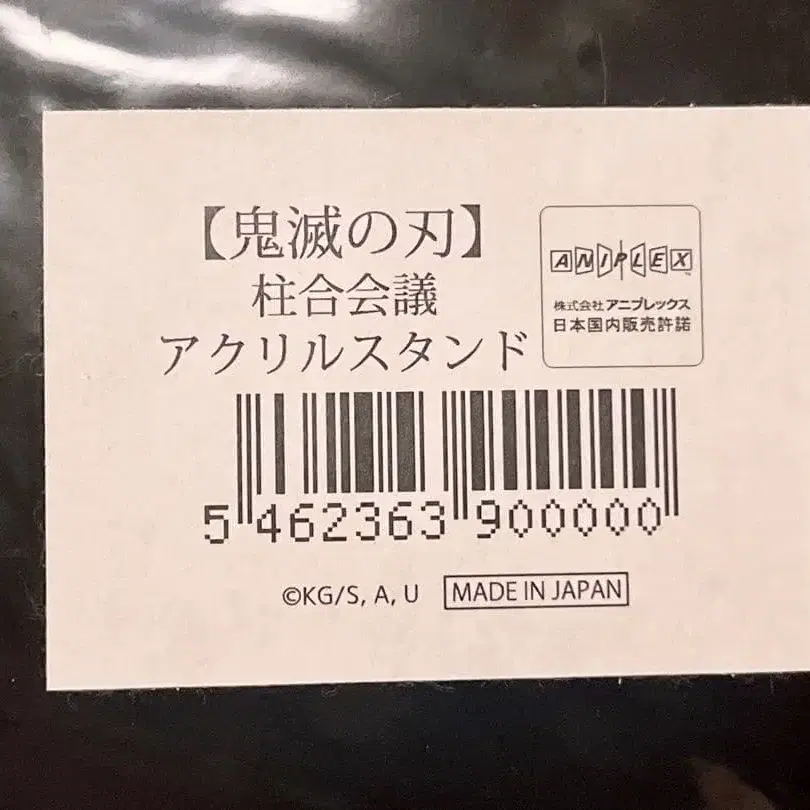 【鬼滅の刃】
柱合会議
アクリルスタンド
ANIPLEX
株式会社アニプレックス
日本国内販売許諾
5 462363 900000
©KG/S, A, U
MADE IN JAPAN